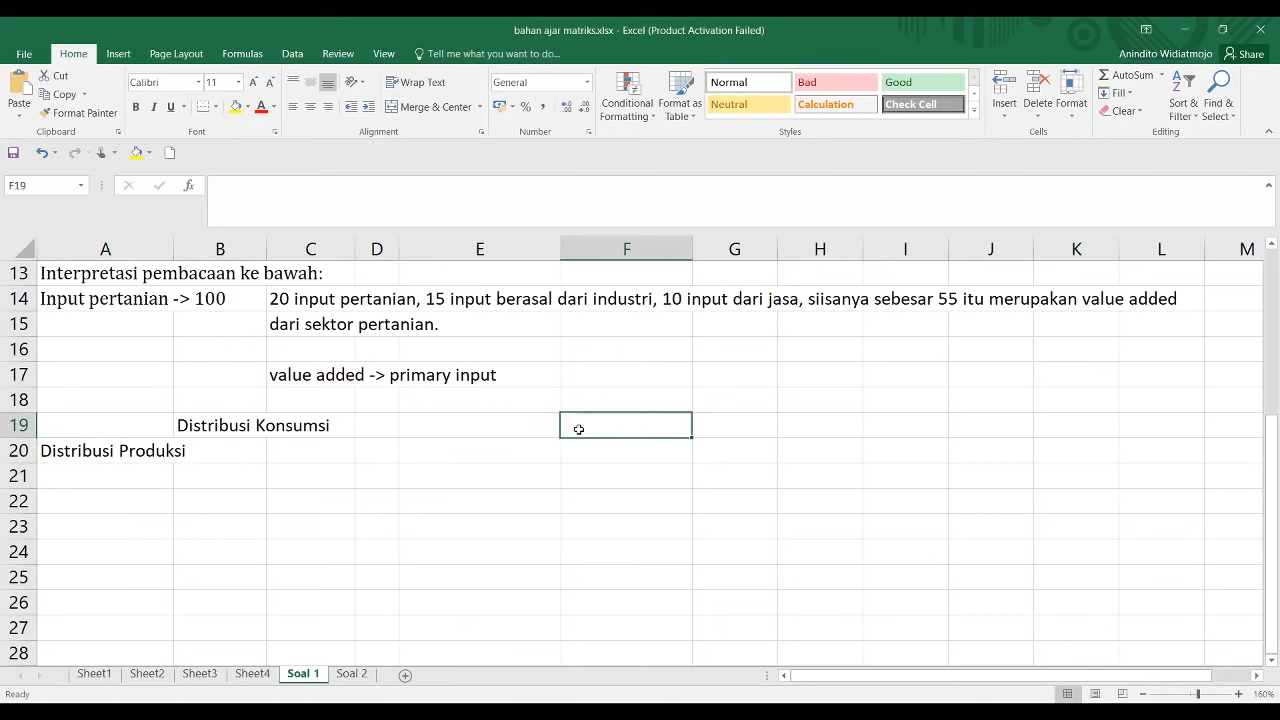 bahan ajar matriks.xlsx - Excel (Product Activation Failed)
File Home Insert Page Layout Formulas Data Review View Tell me what you want to do... Anindito Widiatmojo Share
Paste Cut Copy Format Painter Clipboard
Calibri 11 B I U A Font
Wrap Text Merge & Center Alignment
General % , Number
Conditional Formatting Format as Table
Normal Bad Good
Neutral Calculation Check Cell
Styles
Insert Delete Format Cells
AutoSum Fill Clear Sort & Filter Find & Select Editing
F19 fx
A B C D E F G H I J K L M
13 Interpretasi pembacaan ke bawah:
14 Input pertanian -> 100 20 input pertanian, 15 input berasal dari industri, 10 input dari jasa, siisanya sebesar 55 itu merupakan value added
15 dari sektor pertanian.
16
17 value added -> primary input
18
19 Distribusi Konsumsi
20 Distribusi Produksi
21
22
23
24
25
26
27
28
Sheet1 Sheet2 Sheet3 Sheet4 Soal 1 Soal 2
Ready 160%